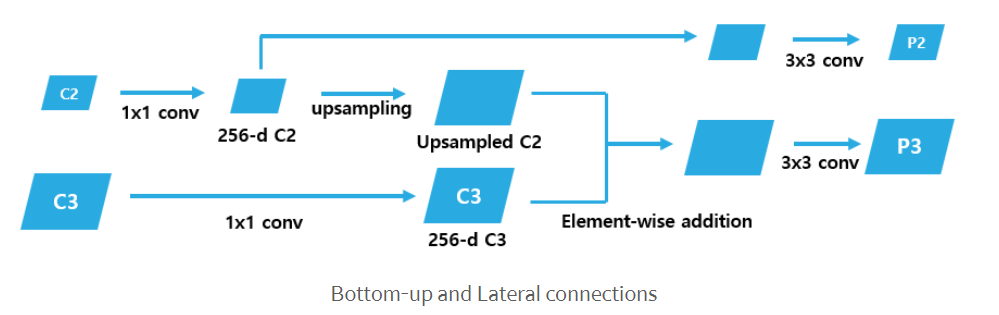 C2
1x1 conv
256-d C2
upsampling
Upsampled C2
3x3 conv
P2
C3
1x1 conv
C3
256-d C3
Element-wise addition
3x3 conv
P3
Bottom-up and Lateral connections